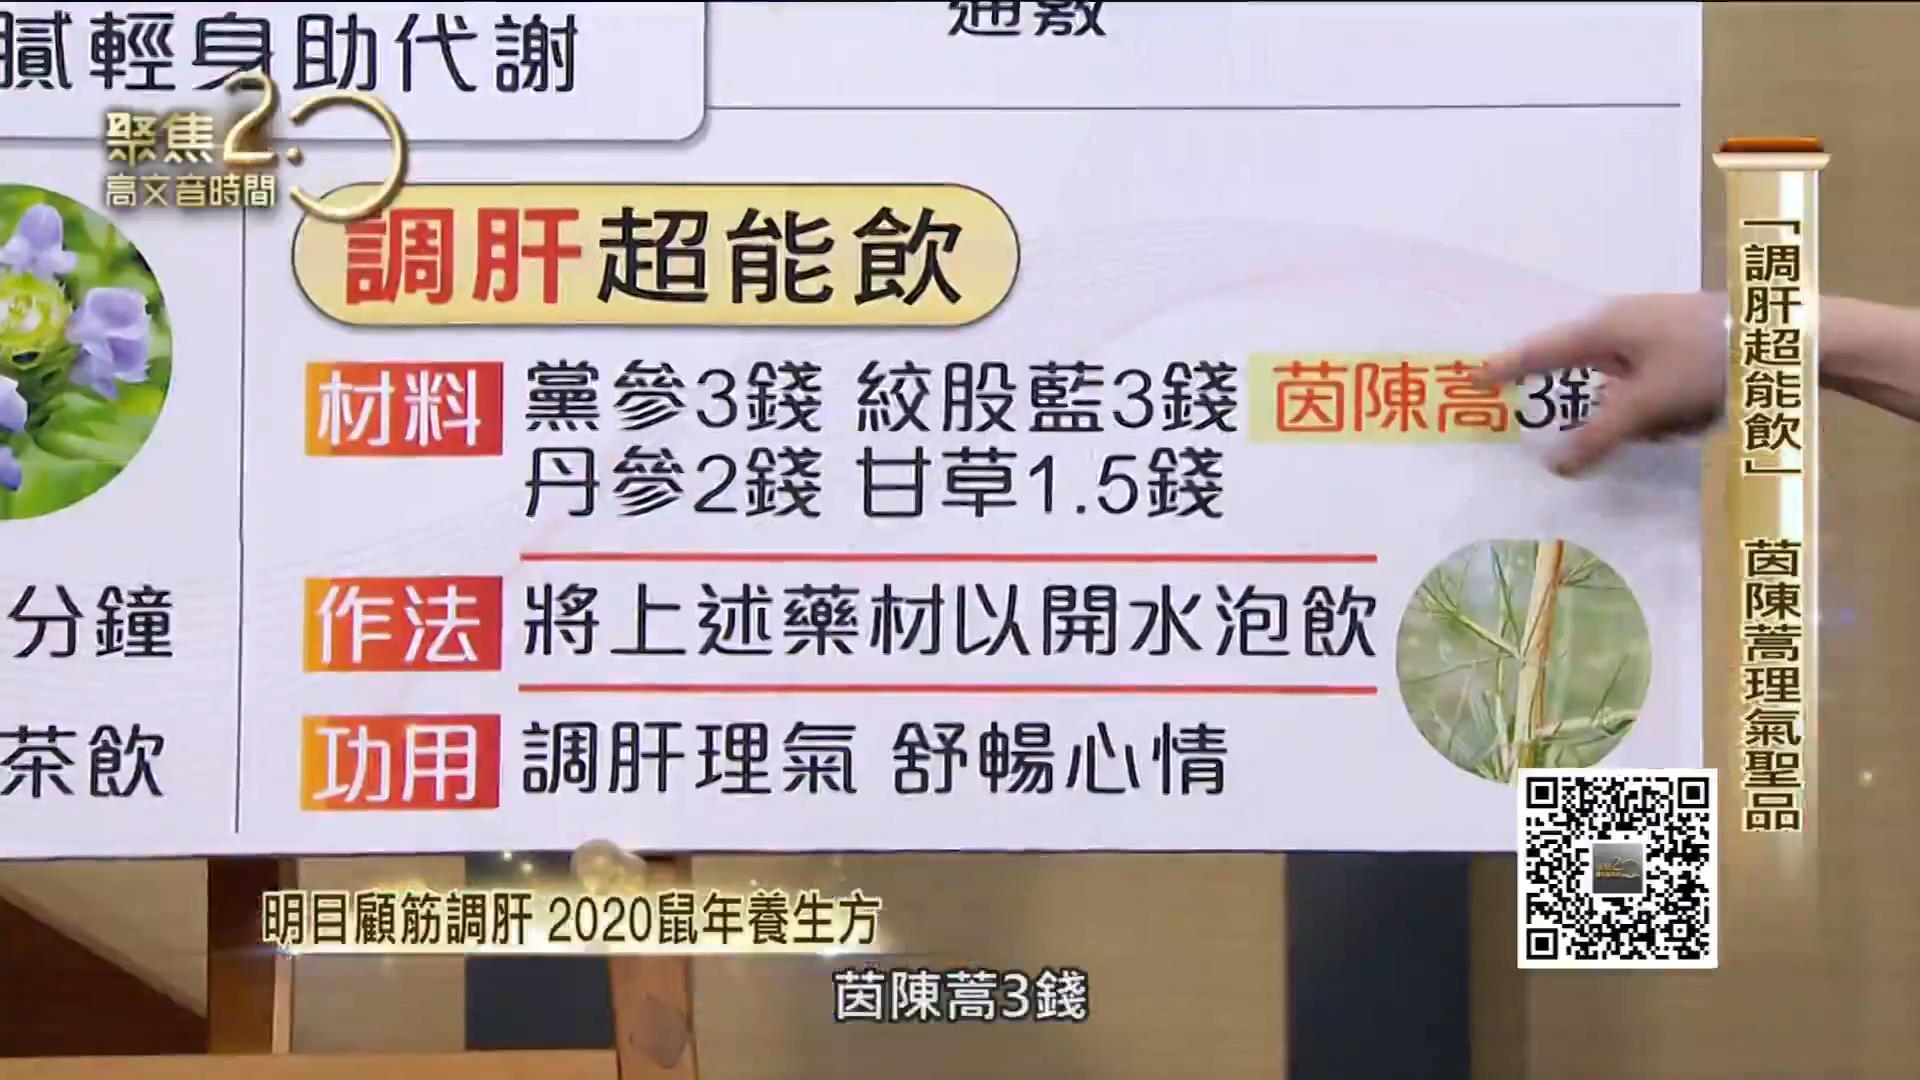 膩輕身助代謝
通激
聚焦2.0
高文音時間
調肝超能飲
材料
黨參3錢 絞股藍3錢 茵陳蒿3錢
丹參2錢 甘草1.5錢
作法
將上述藥材以開水泡飲
功用
調肝理氣 舒暢心情
分鐘
茶飲
「調肝超能飲」 茵陳蒿理氣聖品
明目顧筋調肝 2020鼠年養生方
茵陳蒿3錢